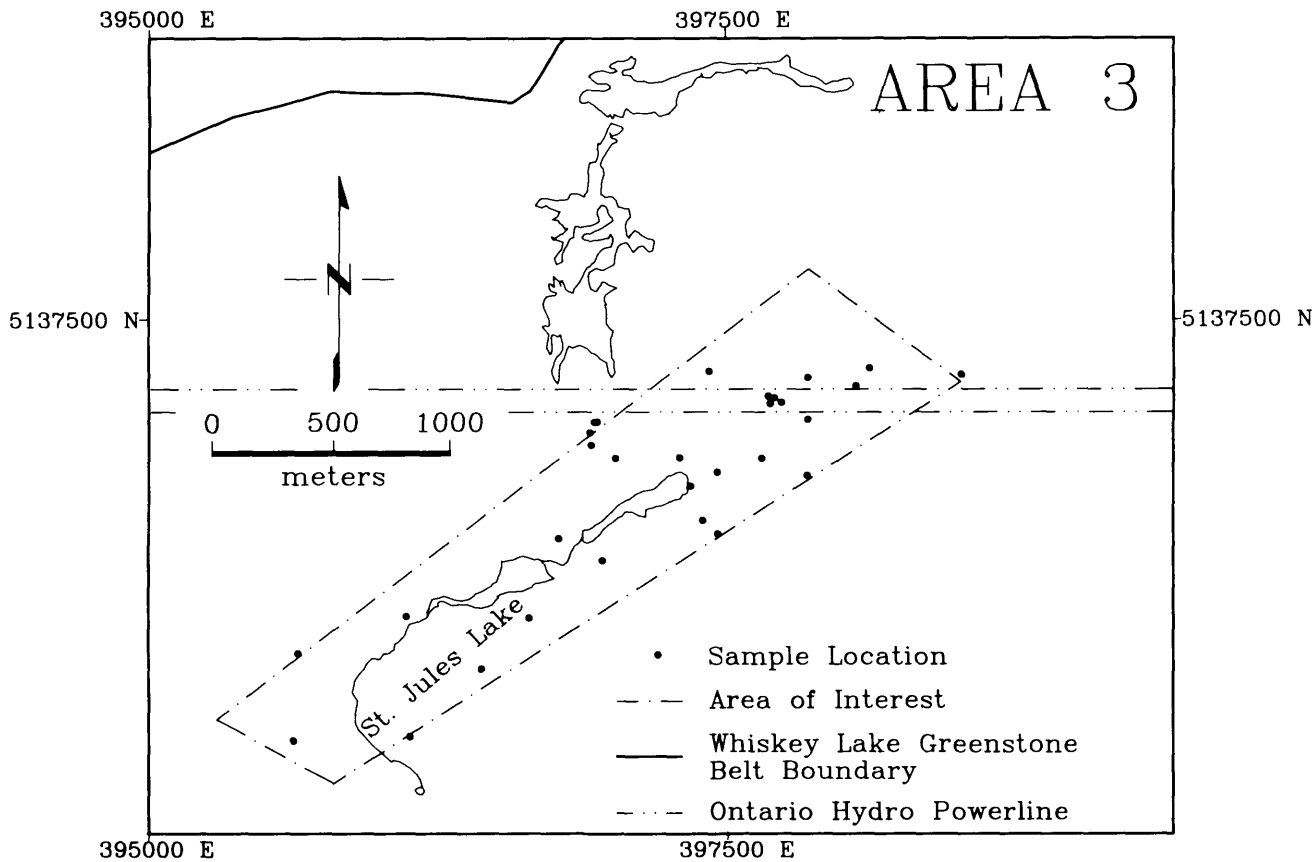 395000 E
397500 E
AREA 3
N
5137500 N
5137500 N
0 500 1000
meters
St. Jules Lake
Sample Location
Area of Interest
Whiskey Lake Greenstone
Belt Boundary
Ontario Hydro Powerline
395000 E
397500 E